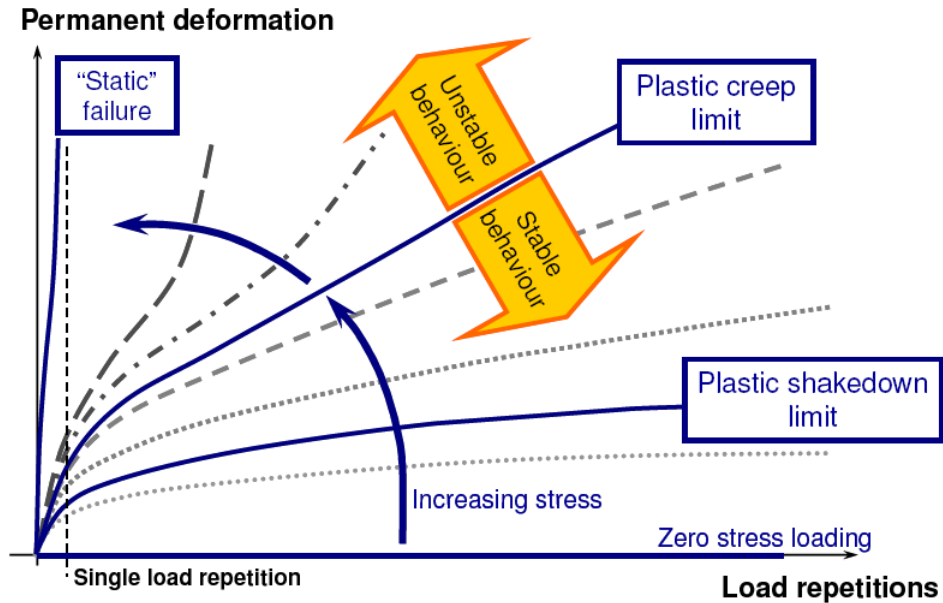 Permanent deformation
“Static”
failure
Unstable
behaviour
Plastic creep
limit
Stable
behaviour
Plastic shakedown
limit
Increasing stress
Zero stress loading
Single load repetition
Load repetitions